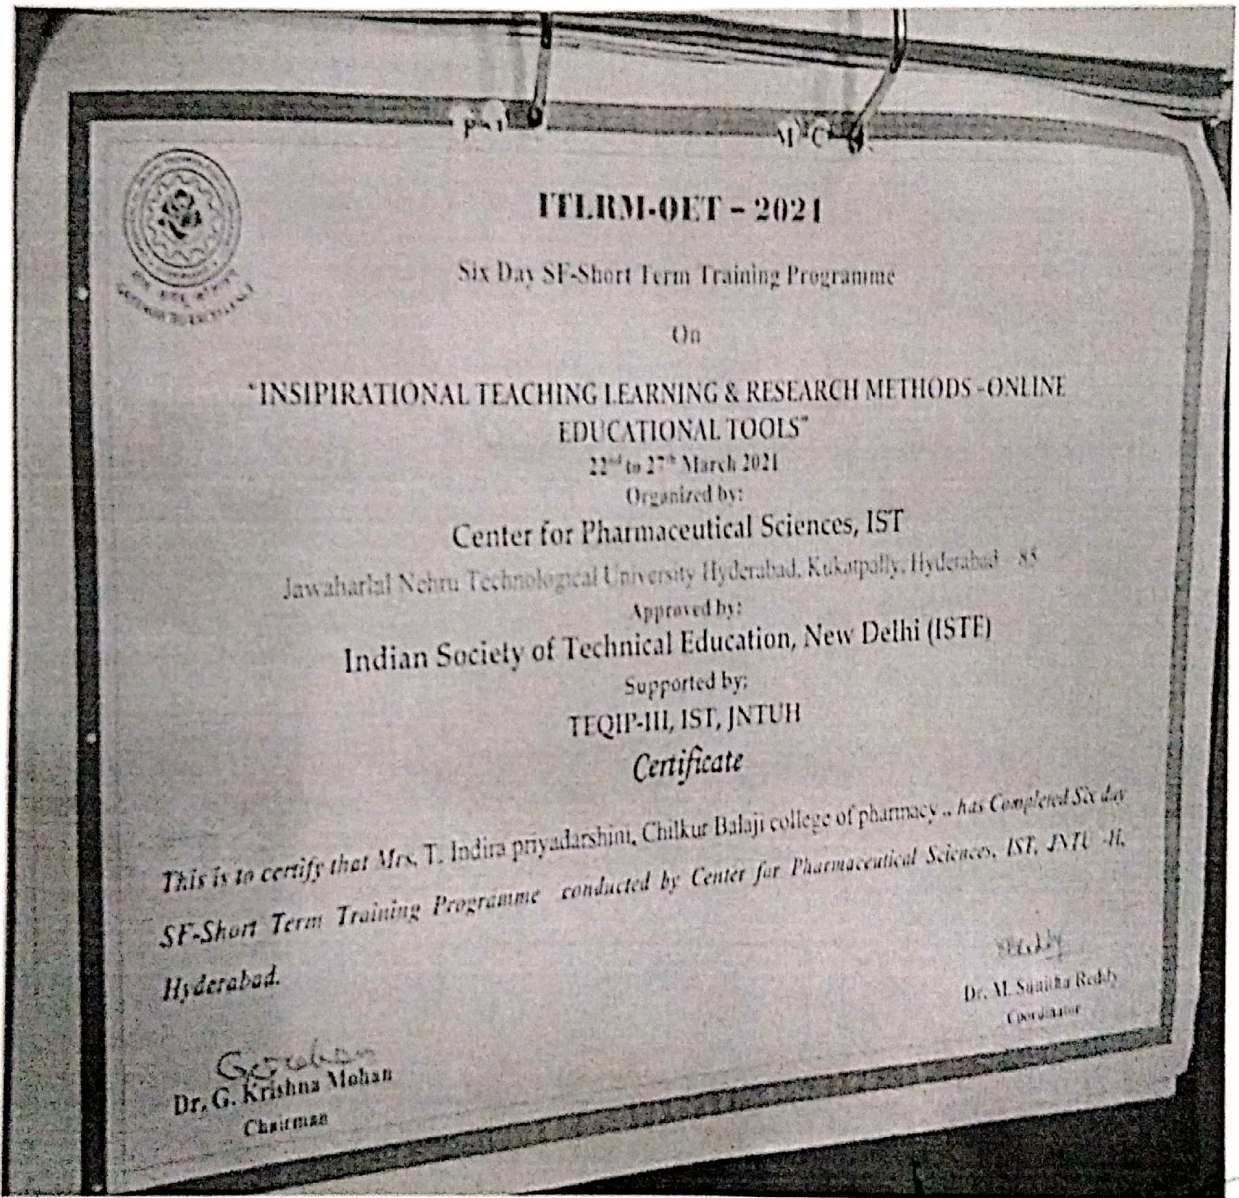 ITLRM-OET – 2021
Six Day SF-Short Term Training Programme
On
"INSIPIRATIONAL TEACHING LEARNING & RESEARCH METHODS -ONLINE
EDUCATIONAL TOOLS"
22nd to 27th March 2021
Organized by:
Center for Pharmaceutical Sciences, IST
Jawaharlal Nehru Technological University Hyderabad, Kukatpally, Hyderabad - 85
Approved by:
Indian Society of Technical Education, New Delhi (ISTE)
Supported by:
TEQIP-III, IST, JNTUH
Certificate
This is to certify that Mrs. T. Indira priyadarshini, Chilkur Balaji college of pharmacy ., has Completed Six day
SF-Short Term Training Programme conducted by Center for Pharmaceutical Sciences, IST, JNTU -H,
Hyderabad.
Dr. M. Sunitha Reddy
Coordinator
Dr. G. Krishna Mohan
Chairman